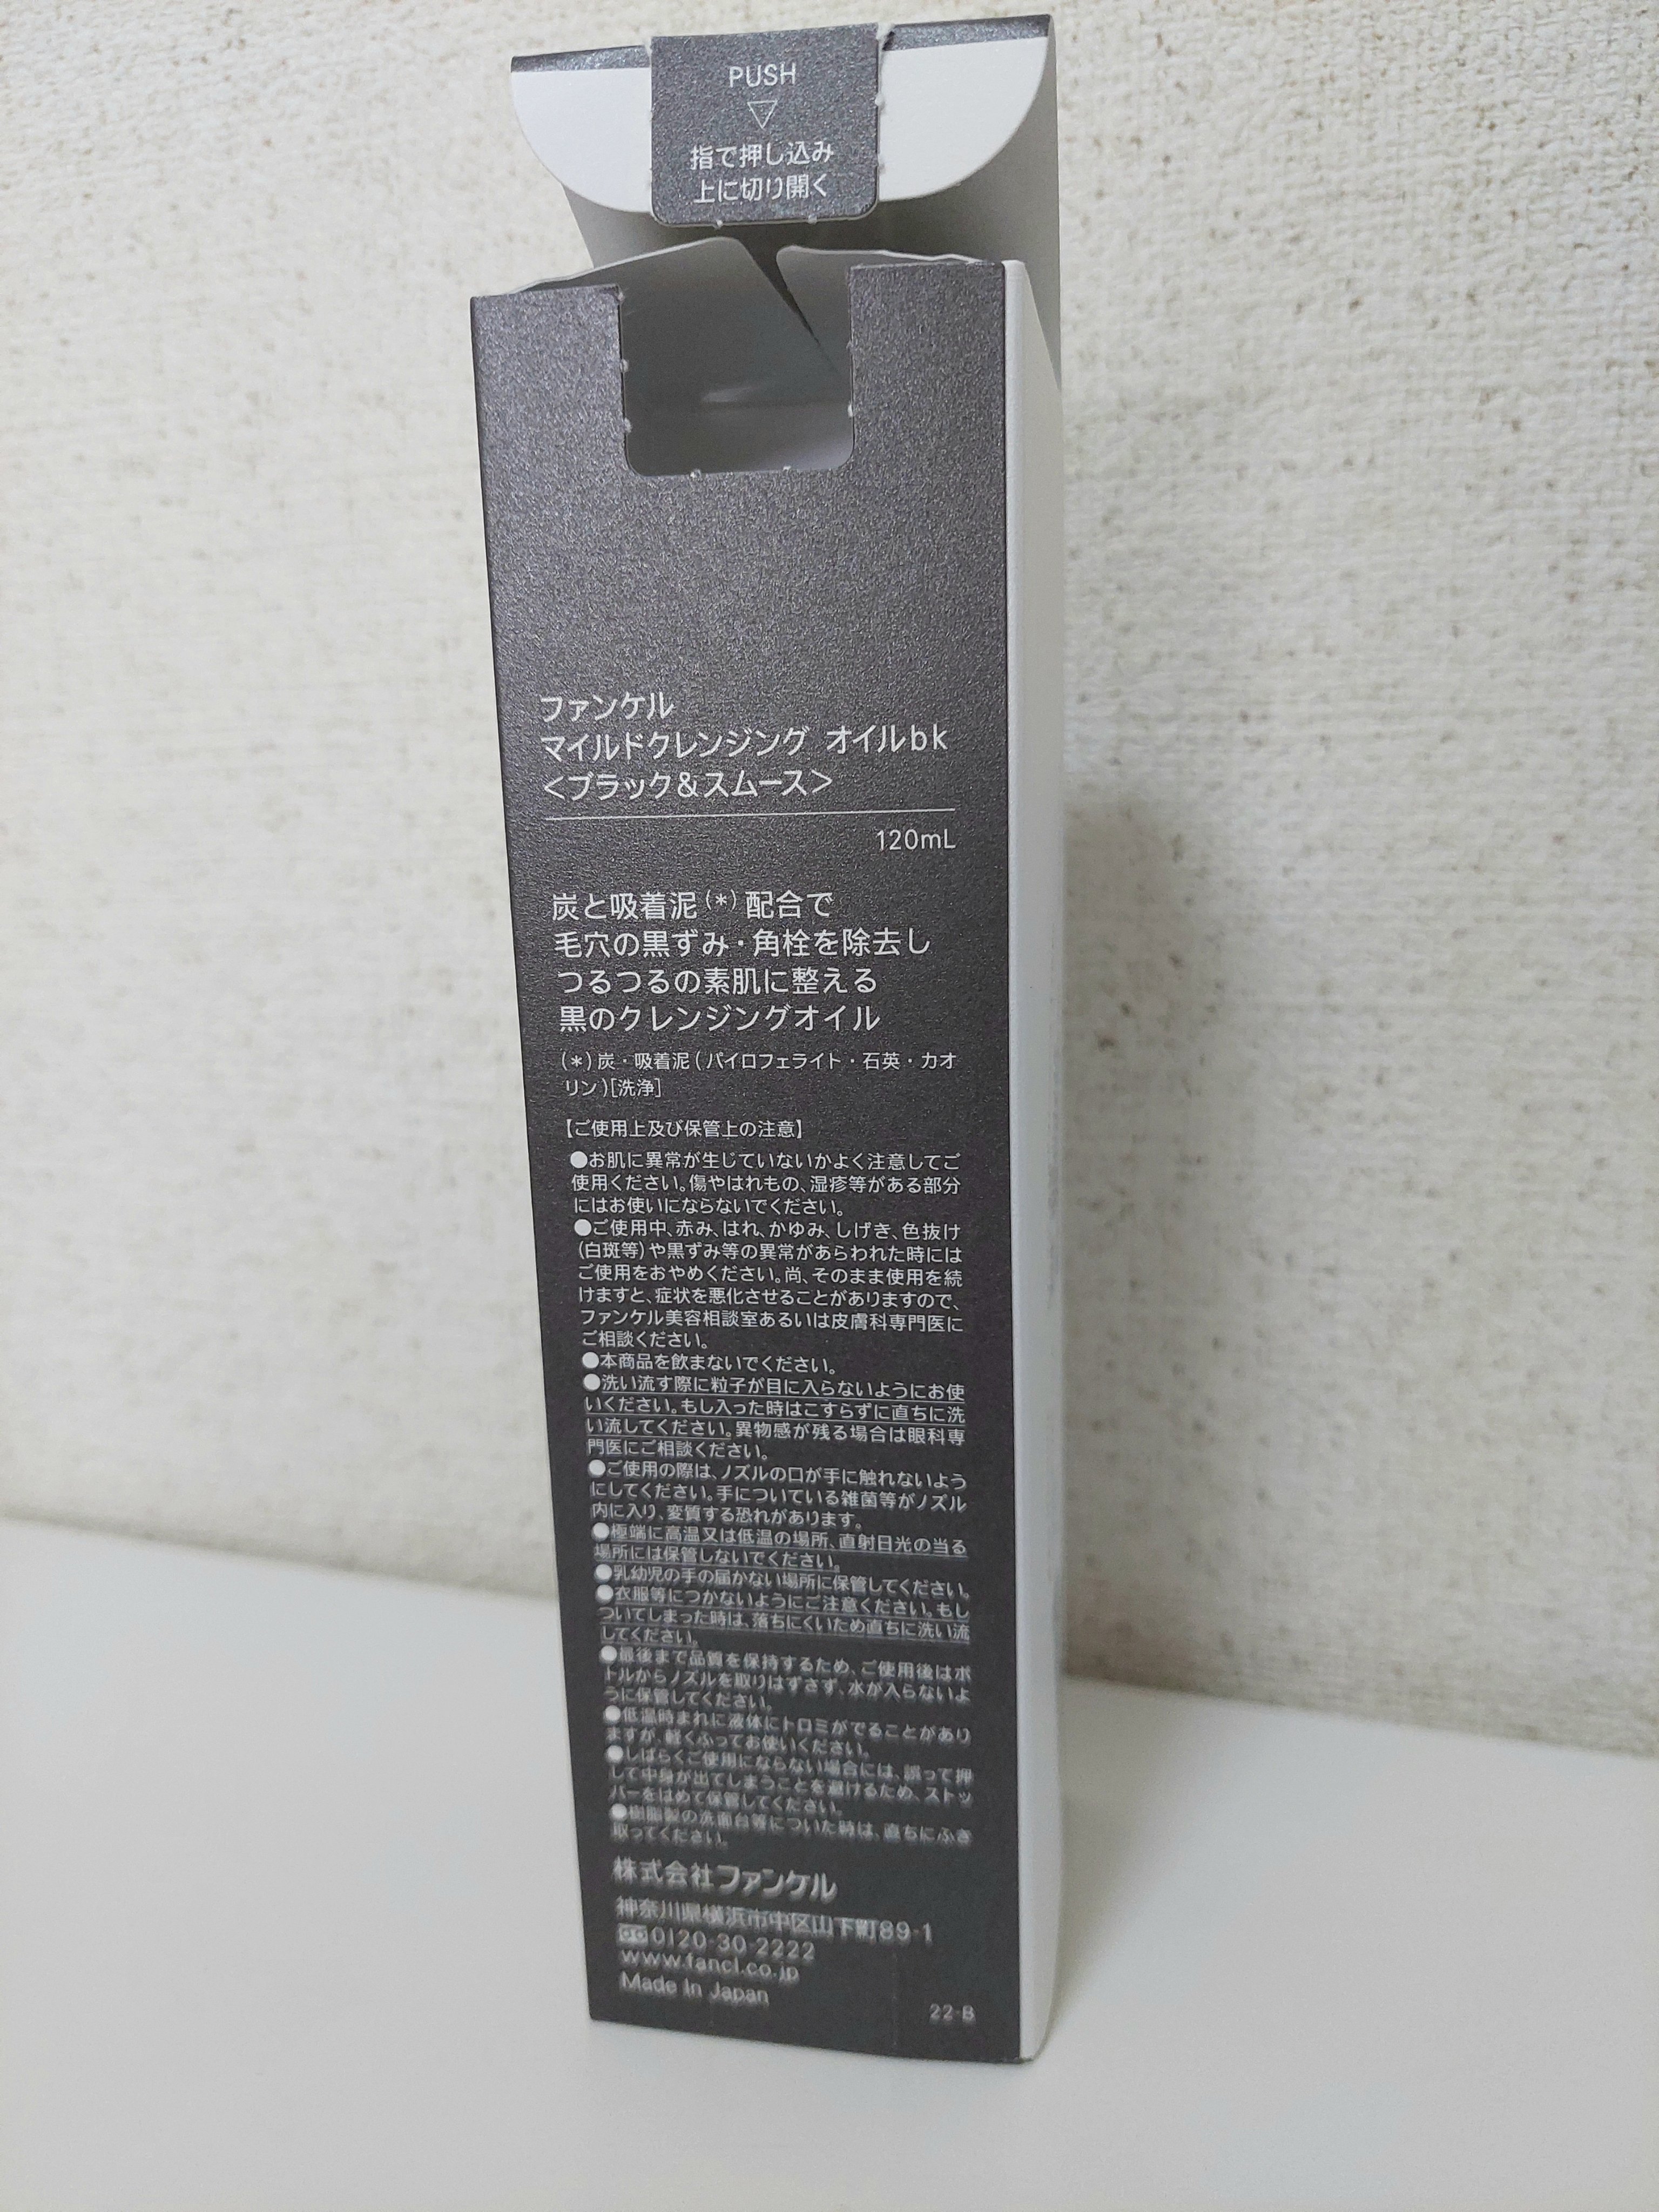 PUSH
指で押し込み
上に切り開く
ファンケル
マイルドクレンジング オイルbk
<ブラック&スムース>
120mL
炭と吸着泥(*)配合で
毛穴の黒ずみ・角栓を除去し
つるつるの素肌に整える
黒のクレンジングオイル
(*)炭・吸着泥(パイロフェライト・石英・カオ
リン)[洗浄]
【ご使用上及び保管上の注意】
●お肌に異常が生じていないかよく注意してご
使用ください。傷やはれもの、湿疹等がある部分
にはお使いにならないでください。
●ご使用中、赤み、はれ、かゆみ、しげき、色抜け
(白斑等)や黒ずみ等の異常があらわれた時には
ご使用をおやめください。尚、そのまま使用を続
けますと、症状を悪化させることがありますので、
ファンケル美容相談室あるいは皮膚科専門医に
ご相談ください。
●本商品を飲まないでください。
●洗い流す際に粒子が目に入らないようにお使
いください。もし入った時はこすらずに直ちに洗
い流してください。異物感が残る場合は眼科専
門医にご相談ください。
●ご使用の際は、ノズルの口が手に触れないよう
にしてください。手についている雑菌等がノズル
内に入り、変質する恐れがあります。
●極端に高温又は低温の場所、直射日光の当る
場所には保管しないでください。
●乳幼児の手の届かない場所に保管してください。
●衣服等につかないようにご注意ください。もし
ついてしまった時は、落ちにくいため直ちに洗い流
してください。
●最後まで品質を保持するため、ご使用後はボ
トルからノズルを取りはずさず、水が入らないよ
うに保管してください。
●低温時まれに液体にトロミがでることがあり
ますが、軽くふってお使いください。
●しばらくご使用にならない場合には、誤って押
して中身が出てしまうことを避けるため、ストッ
パーをはめて保管してください。
●樹脂製の洗面台等についた時は、直ちにふき
取ってください。
株式会社ファンケル
神奈川県横浜市中区山下町89-1
0120-30-2222
www.fancl.co.jp
Made In Japan
22-B